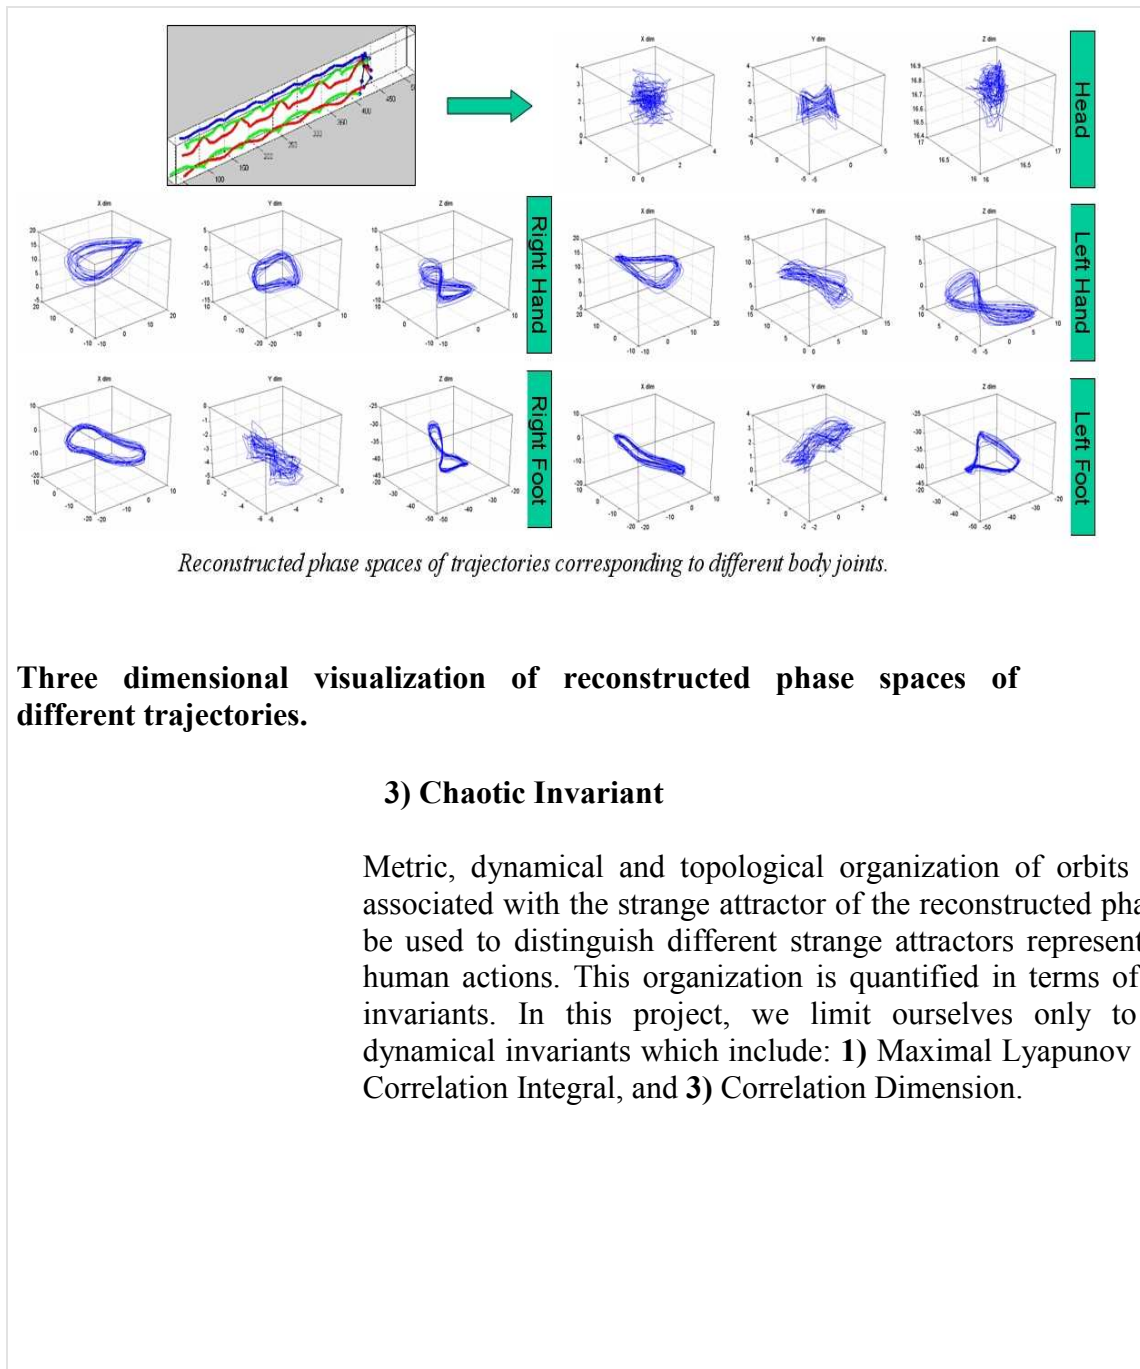 X dim
Y dim
Z dim
Head
X dim
Y dim
Z dim
Right Hand
X dim
Y dim
Z dim
Left Hand
X dim
Y dim
Z dim
Right Foot
X dim
Y dim
Z dim
Left Foot
Reconstructed phase spaces of trajectories corresponding to different body joints.
Three dimensional visualization of reconstructed phase spaces of
different trajectories.
3) Chaotic Invariant
Metric, dynamical and topological organization of orbits
associated with the strange attractor of the reconstructed pha
be used to distinguish different strange attractors represent
human actions. This organization is quantified in terms of
invariants. In this project, we limit ourselves only to
dynamical invariants which include: 1) Maximal Lyapunov
Correlation Integral, and 3) Correlation Dimension.